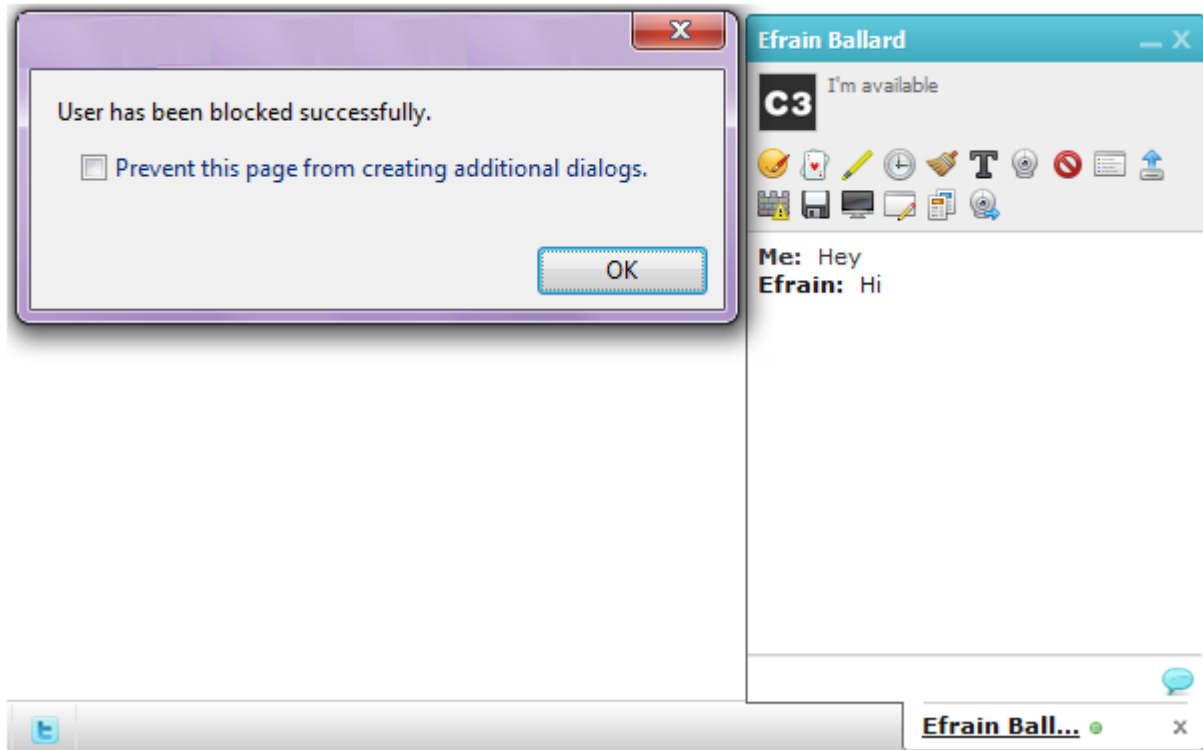 X
User has been blocked successfully.
Prevent this page from creating additional dialogs.
OK
Efrain Ballard
C3
I'm available
T
Me: Hey
Efrain: Hi
t
Efrain Ball... x